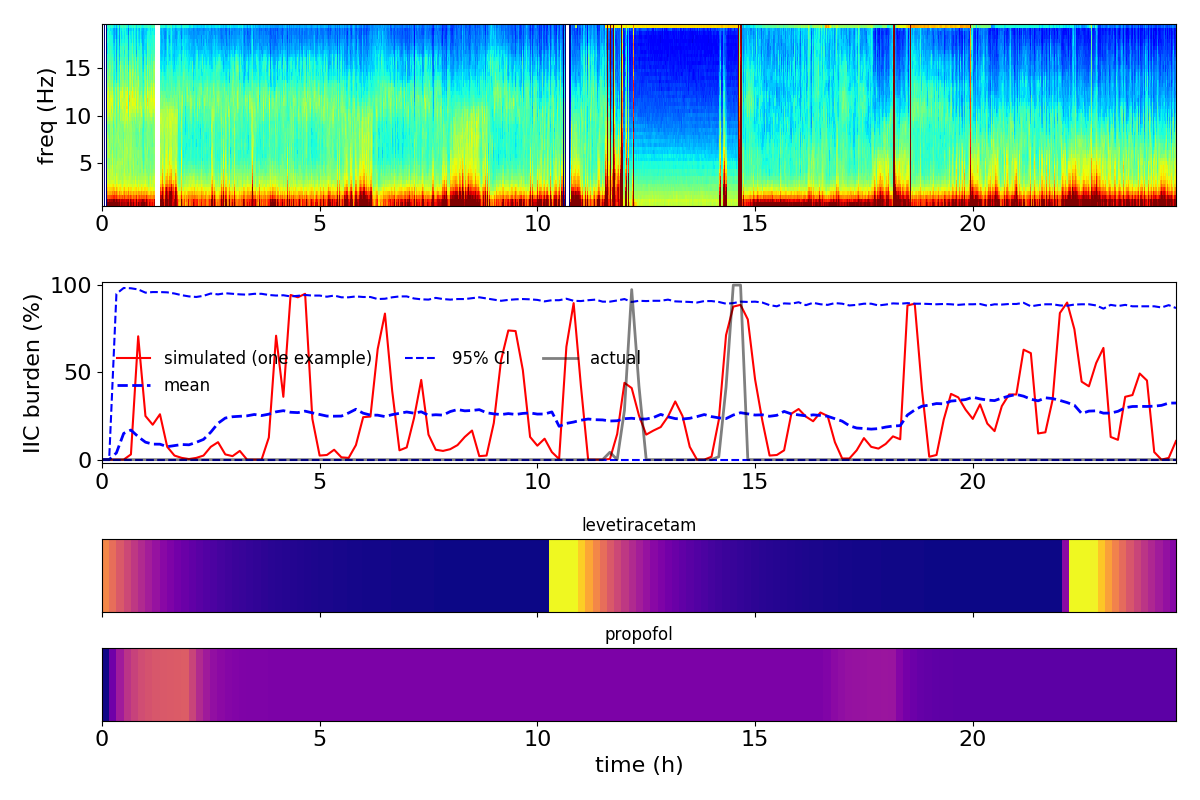 freq (Hz)
15
10
5
0 5 10 15 20
IIC burden (%)
100
50
0
simulated (one example) 95% CI actual
mean
0 5 10 15 20
levetiracetam
propofol
0 5 10 15 20
time (h)